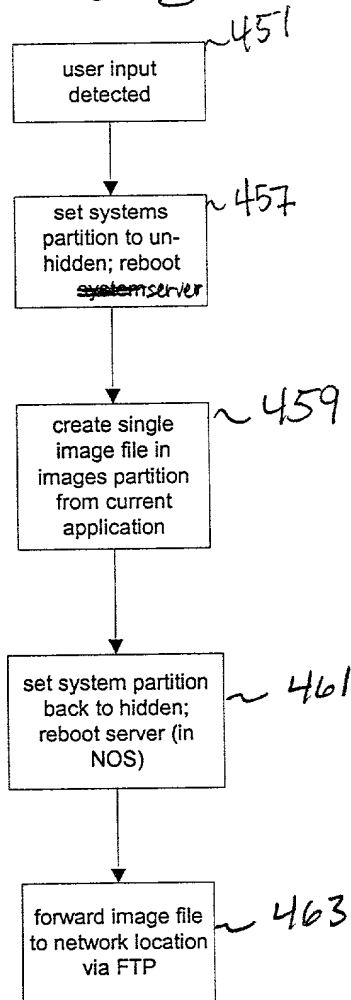 451
user input
detected
457
set systems
partition to un-
hidden; reboot
systemserver
459
create single
image file in
images partition
from current
application
461
set system partition
back to hidden;
reboot server (in
NOS)
463
forward image file
to network location
via FTP